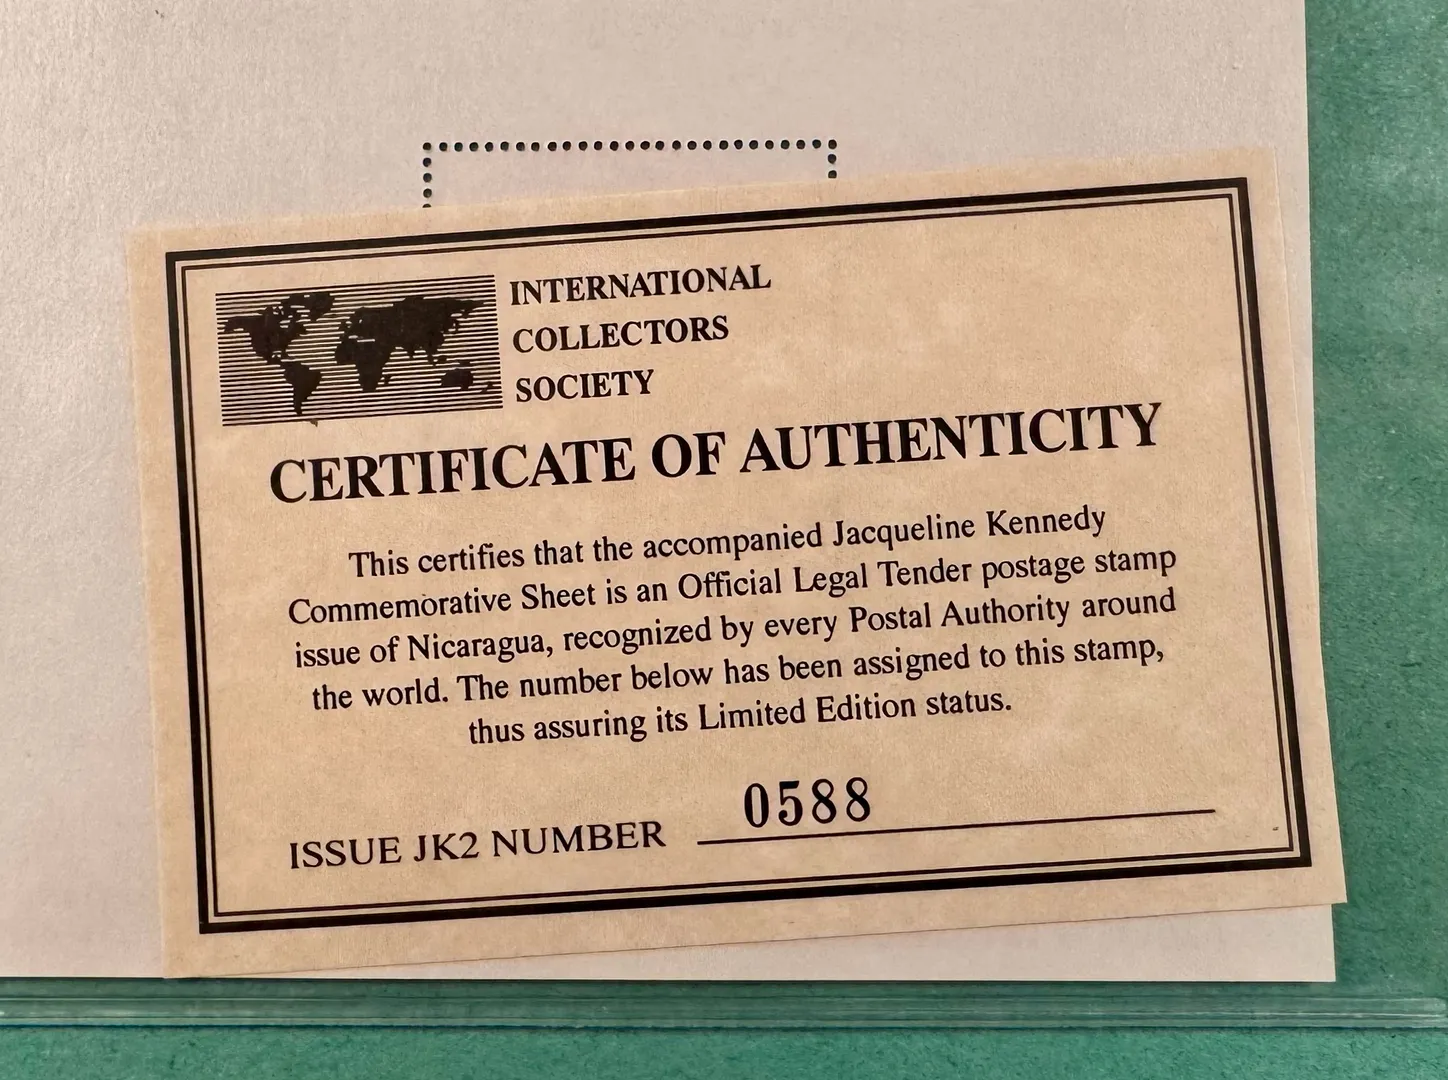 INTERNATIONAL
COLLECTORS
SOCIETY
CERTIFICATE OF AUTHENTICITY
This certifies that the accompanied Jacqueline Kennedy
Commemorative Sheet is an Official Legal Tender postage stamp
issue of Nicaragua, recognized by every Postal Authority around
the world. The number below has been assigned to this stamp,
thus assuring its Limited Edition status.
ISSUE JK2 NUMBER 0588